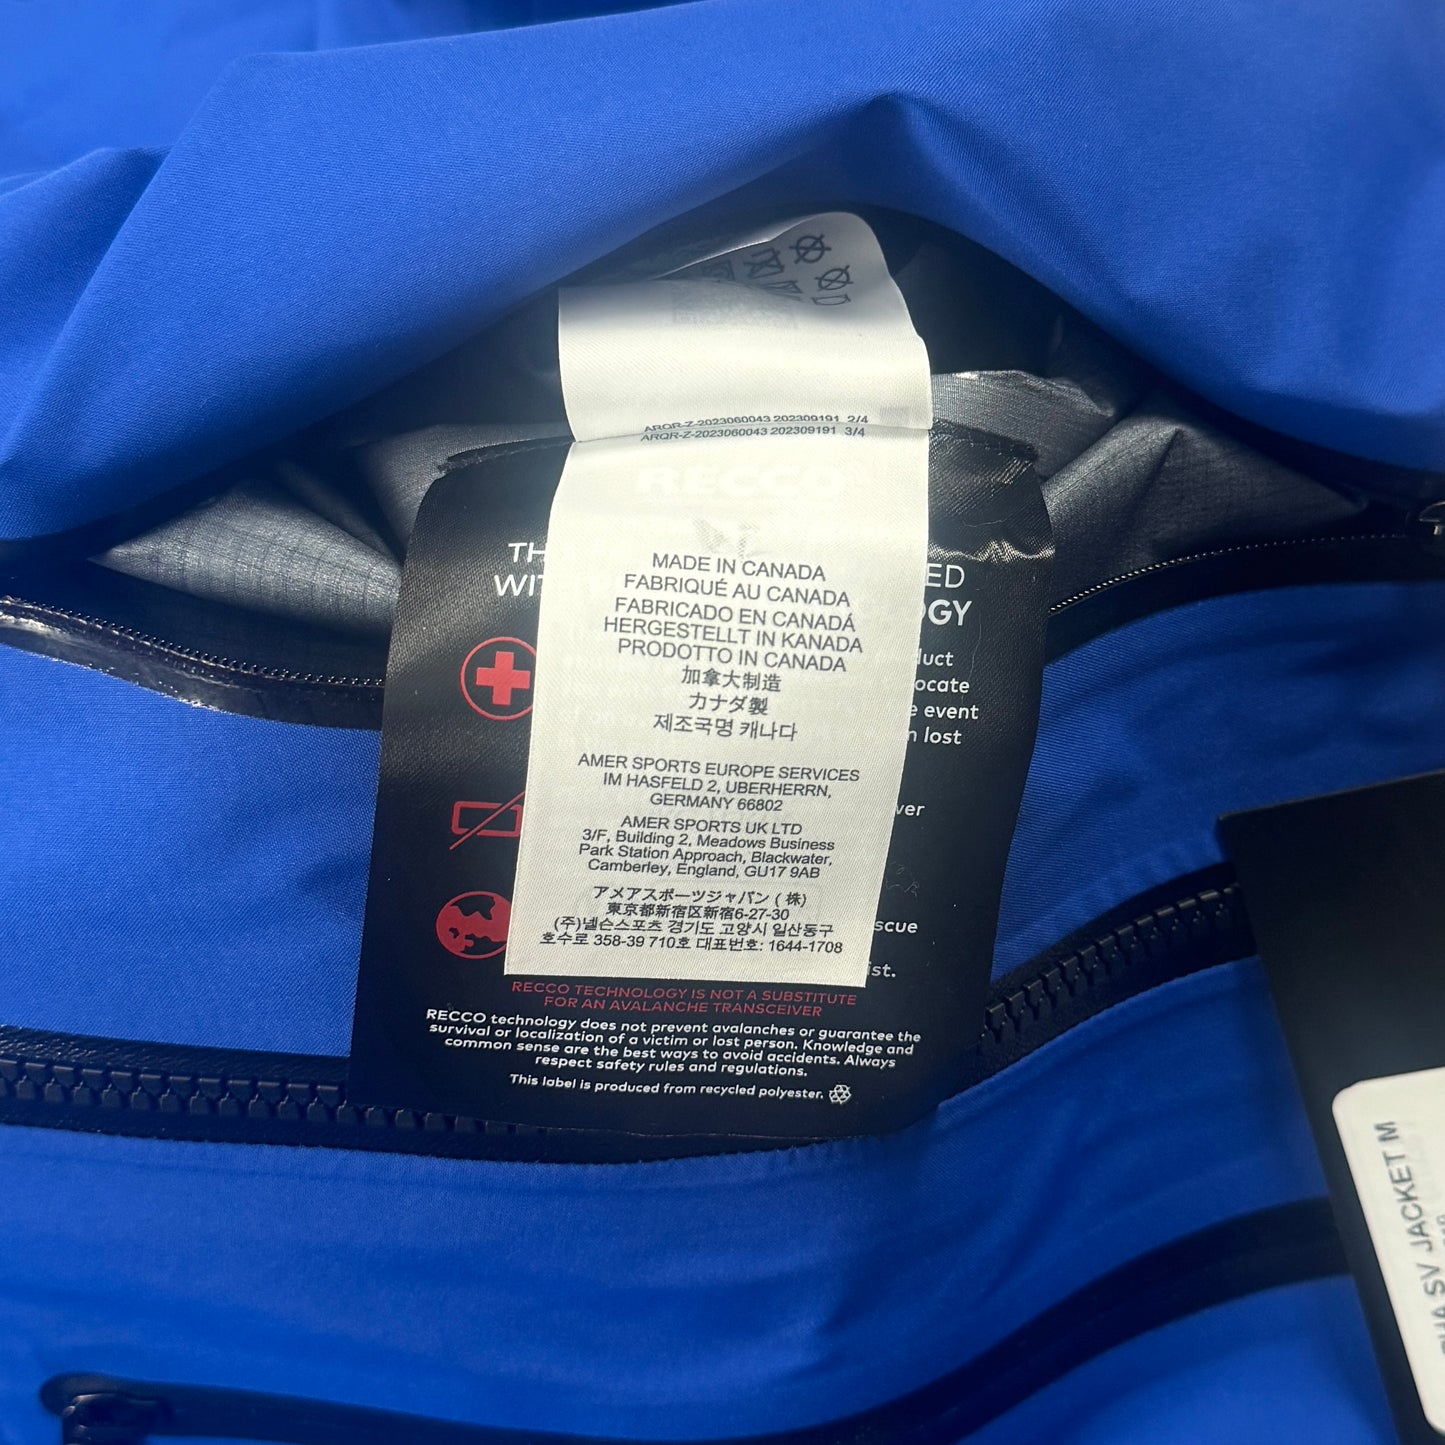 ARQR-Z-2023060043 202309191 2/4
ARQR-Z-2023060043 202309191 3/4
RECCO
MADE IN CANADA
FABRIQUÉ AU CANADA
FABRICADO EN CANADÁ
HERGESTELLT IN KANADA
PRODOTTO IN CANADA
加拿大制造
カナダ製
제조국명 캐나다
AMER SPORTS EUROPE SERVICES
IM HASFELD 2, UBERHERRN,
GERMANY 66802
AMER SPORTS UK LTD
3/F, Building 2, Meadows Business
Park Station Approach, Blackwater,
Camberley, England, GU17 9AB
アメアスポーツジャパン (株)
東京都新宿区新宿6-27-30
(주)넬슨스포츠 경기도 고양시 일산동구
호수로 358-39 710호 대표번호: 1644-1708
RECCO TECHNOLOGY IS NOT A SUBSTITUTE
FOR AN AVALANCHE TRANSCEIVER
RECCO technology does not prevent avalanches or guarantee the
survival or localization of a victim or lost person. Knowledge and
common sense are the best ways to avoid accidents. Always
respect safety rules and regulations.
This label is produced from recycled polyester.
event
lost
SV JACKET M